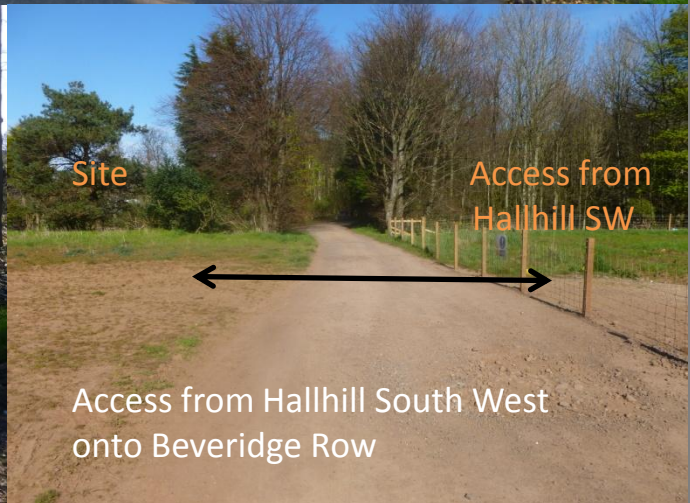 Site
Access from
Hallhill SW
Access from Hallhill South West
onto Beveridge Row